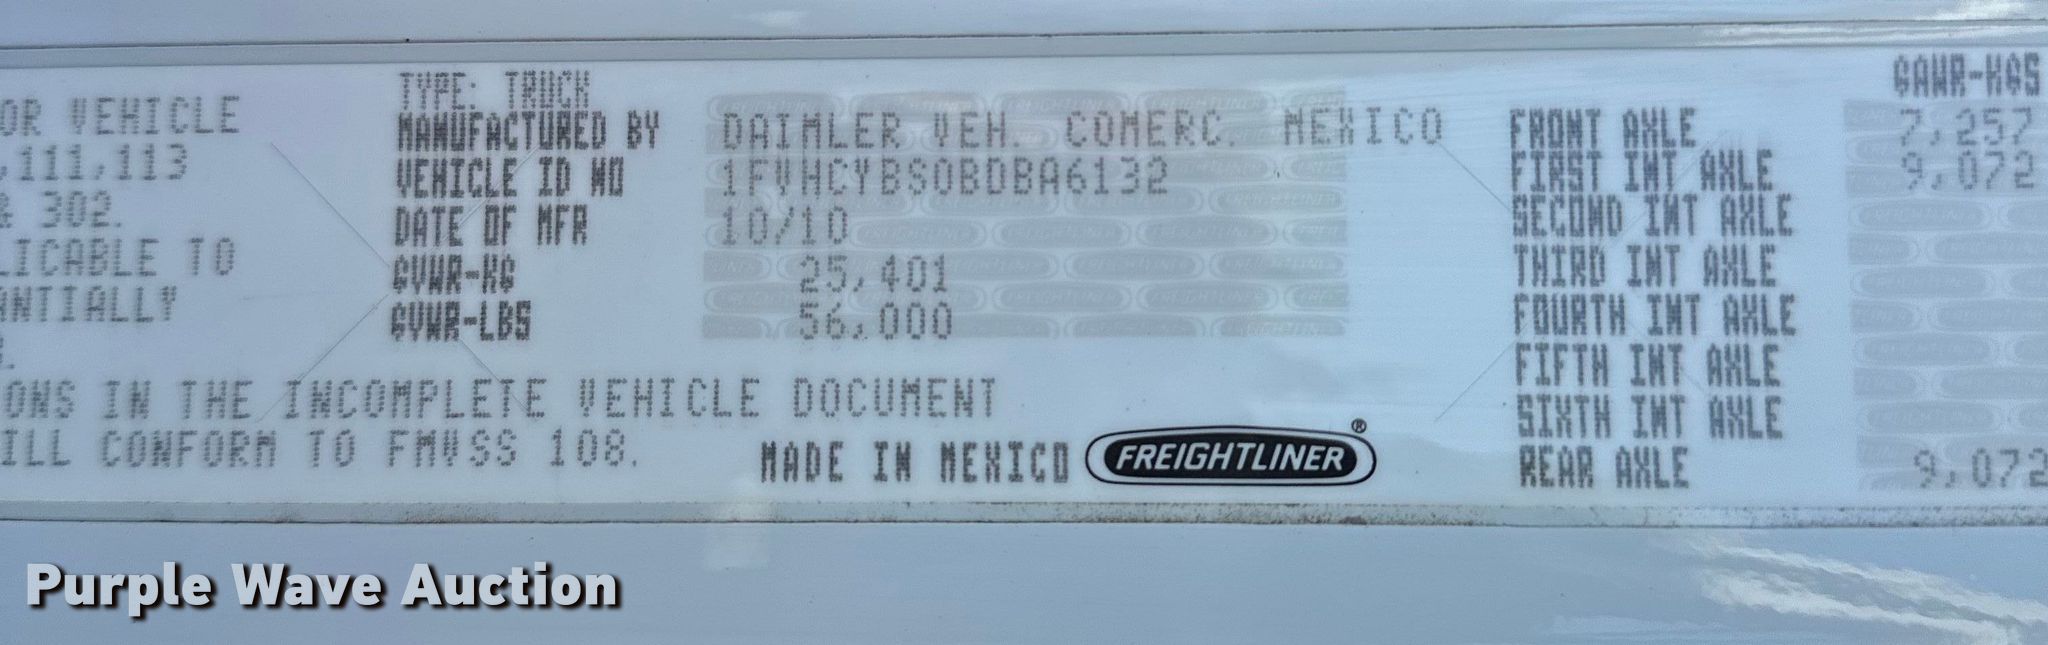 OR VEHICLE
,111,113
& 302.
LICABLE TO
ANTIALLY
TYPE: TRUCK
MANUFACTURED BY DAIMLER VEH. COMERC. MEXICO
VEHICLE ID NO 1FVHCYBS0BDBA6132
DATE OF MFR 10/10
GVWR-KG 25,401
GVWR-LBS 56,000
ONS IN THE INCOMPLETE VEHICLE DOCUMENT
ILL CONFORM TO FMVSS 108.
MADE IN MEXICO FREIGHTLINER®
GAWR-KGS
FRONT AXLE 7,257
FIRST INT AXLE 9,072
SECOND INT AXLE
THIRD INT AXLE
FOURTH INT AXLE
FIFTH INT AXLE
SIXTH INT AXLE
REAR AXLE 9,072
Purple Wave Auction